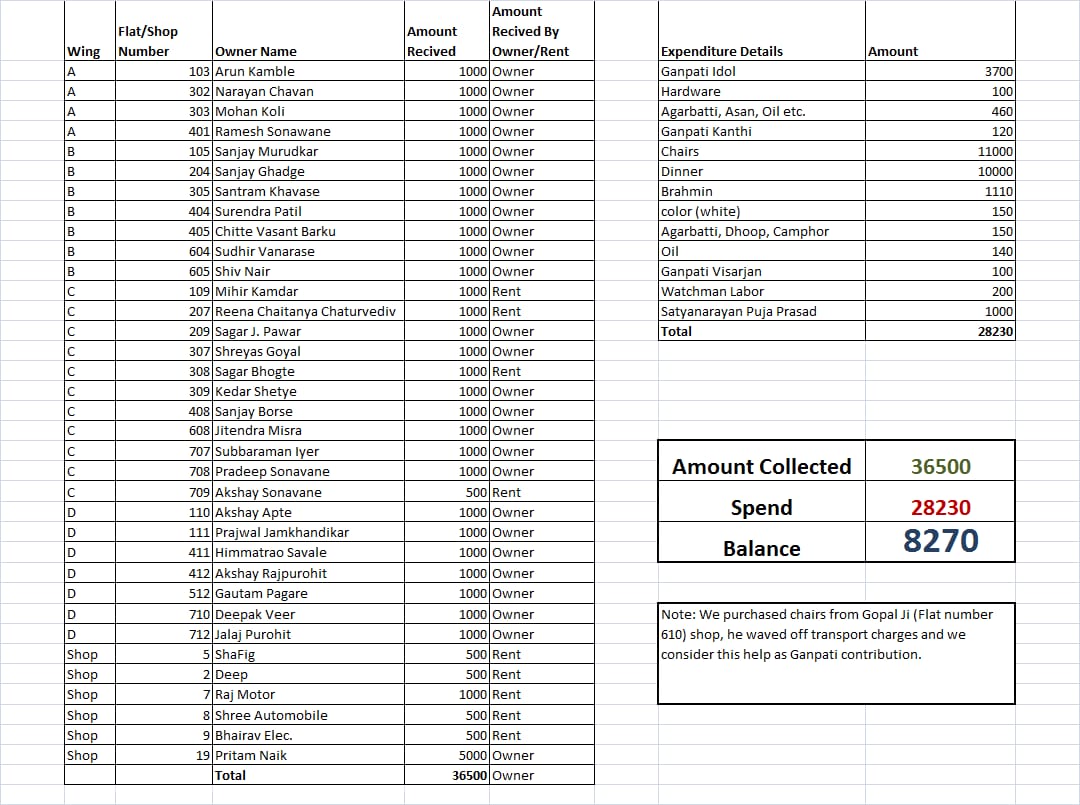 Wing Flat/Shop Number Owner Name Amount Recived Amount Recived By Owner/Rent
A 103 Arun Kamble 1000 Owner
A 302 Narayan Chavan 1000 Owner
A 303 Mohan Koli 1000 Owner
A 401 Ramesh Sonawane 1000 Owner
B 105 Sanjay Murudkar 1000 Owner
B 204 Sanjay Ghadge 1000 Owner
B 305 Santram Khavase 1000 Owner
B 404 Surendra Patil 1000 Owner
B 405 Chitte Vasant Barku 1000 Owner
B 604 Sudhir Vanarase 1000 Owner
B 605 Shiv Nair 1000 Owner
C 109 Mihir Kamdar 1000 Rent
C 207 Reena Chaitanya Chaturvediv 1000 Rent
C 209 Sagar J. Pawar 1000 Owner
C 307 Shreyas Goyal 1000 Owner
C 308 Sagar Bhogte 1000 Rent
C 309 Kedar Shetye 1000 Owner
C 408 Sanjay Borse 1000 Owner
C 608 Jitendra Misra 1000 Owner
C 707 Subbaraman Iyer 1000 Owner
C 708 Pradeep Sonavane 1000 Owner
C 709 Akshay Sonavane 500 Rent
D 110 Akshay Apte 1000 Owner
D 111 Prajwal Jamkhandikar 1000 Owner
D 411 Himmatrao Savale 1000 Owner
D 412 Akshay Rajpurohit 1000 Owner
D 512 Gautam Pagare 1000 Owner
D 710 Deepak Veer 1000 Owner
D 712 Jalaj Purohit 1000 Owner
Shop 5 ShaFig 500 Rent
Shop 2 Deep 500 Rent
Shop 7 Raj Motor 1000 Rent
Shop 8 Shree Automobile 500 Rent
Shop 9 Bhairav Elec. 500 Rent
Shop 19 Pritam Naik 5000 Owner
Total 36500 Owner
Expenditure Details Amount
Ganpati Idol 3700
Hardware 100
Agarbatti, Asan, Oil etc. 460
Ganpati Kanthi 120
Chairs 11000
Dinner 10000
Brahmin 1110
color (white) 150
Agarbatti, Dhoop, Camphor 150
Oil 140
Ganpati Visarjan 100
Watchman Labor 200
Satyanarayan Puja Prasad 1000
Total 28230
Amount Collected 36500
Spend 28230
Balance 8270
Note: We purchased chairs from Gopal Ji (Flat number
610) shop, he waved off transport charges and we
consider this help as Ganpati contribution.